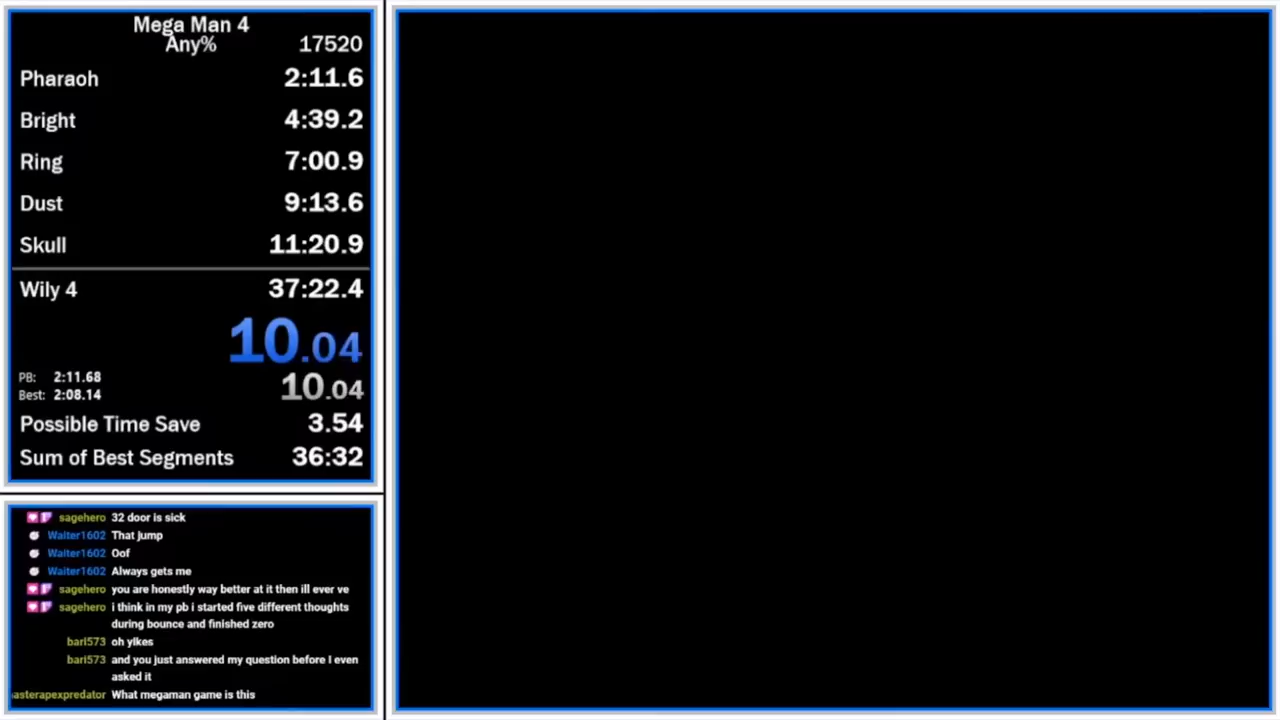 Mega Man 4
Any% 17520
Pharaoh 2:11.6
Bright 4:39.2
Ring 7:00.9
Dust 9:13.6
Skull 11:20.9
Wily 4 37:22.4
10.04
PB: 2:11.68
Best: 2:08.14
10.04
Possible Time Save 3.54
Sum of Best Segments 36:32
sagehero 32 door is sick
Waiter1602 That jump
Waiter1602 Oof
Waiter1602 Always gets me
sagehero you are honestly way better at it then ill ever ve
sagehero i think in my pb i started five different thoughts
during bounce and finished zero
bari573 oh yikes
bari573 and you just answered my question before I even
asked it
asterapexpredator What megaman game is this